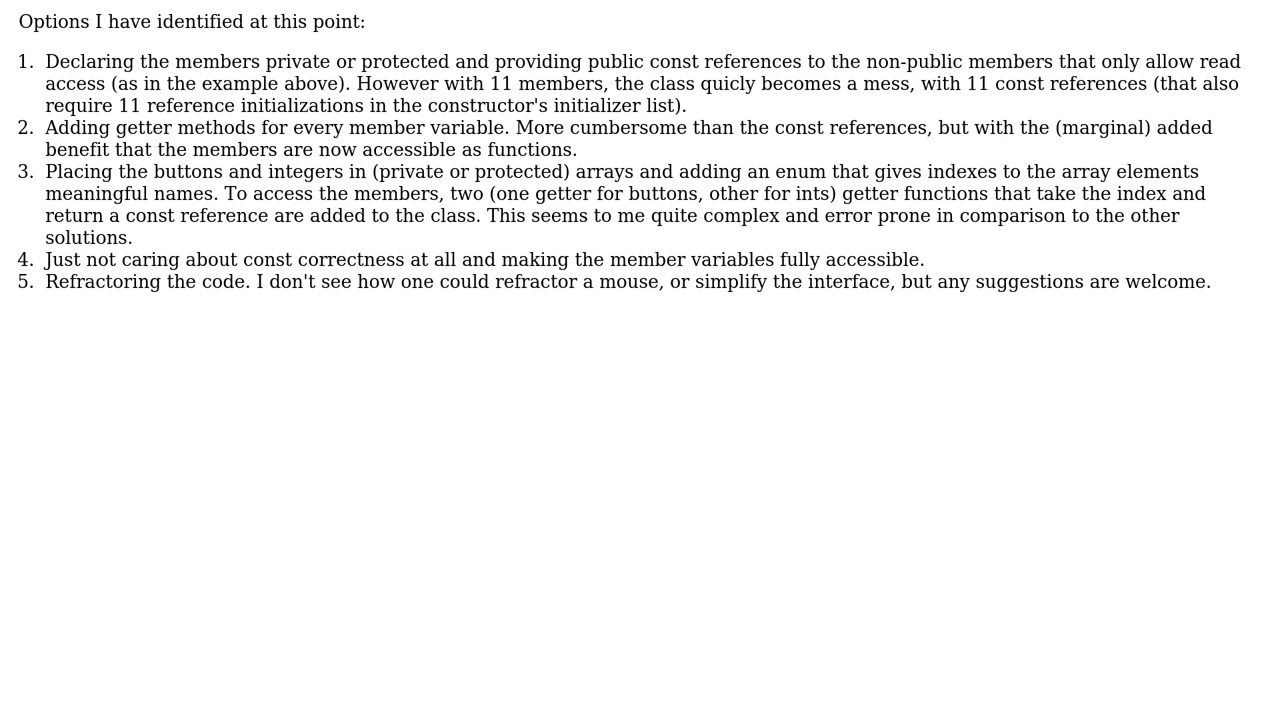 Options I have identified at this point:
1. Declaring the members private or protected and providing public const references to the non-public members that only allow read
access (as in the example above). However with 11 members, the class quicly becomes a mess, with 11 const references (that also
require 11 reference initializations in the constructor's initializer list).
2. Adding getter methods for every member variable. More cumbersome than the const references, but with the (marginal) added
benefit that the members are now accessible as functions.
3. Placing the buttons and integers in (private or protected) arrays and adding an enum that gives indexes to the array elements
meaningful names. To access the members, two (one getter for buttons, other for ints) getter functions that take the index and
return a const reference are added to the class. This seems to me quite complex and error prone in comparison to the other
solutions.
4. Just not caring about const correctness at all and making the member variables fully accessible.
5. Refractoring the code. I don't see how one could refractor a mouse, or simplify the interface, but any suggestions are welcome.